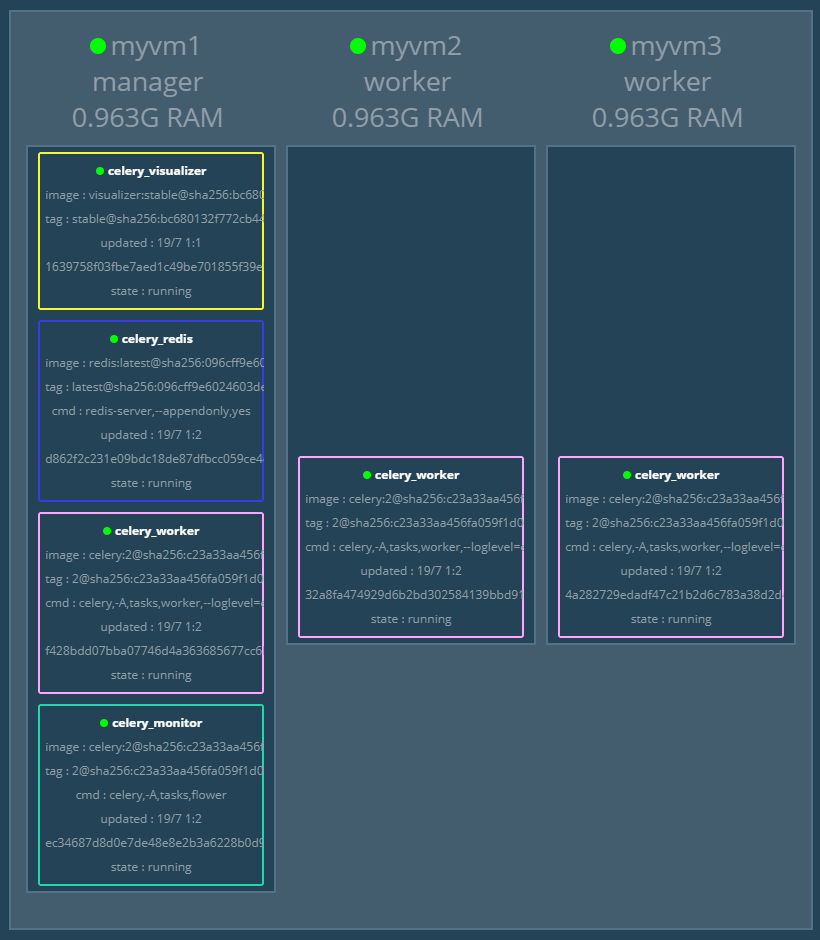 myvm1
manager
0.963G RAM
celery_visualizer
image : visualizer:stable@sha256:bc680
tag : stable@sha256:bc680132f772cb44
updated : 19/7 1:1
1639758f03fbe7aed1c49be701855f39e
state : running
celery_redis
image : redis:latest@sha256:096cff9e60
tag : latest@sha256:096cff9e6024603de
cmd : redis-server,--appendonly,yes
updated : 19/7 1:2
d862f2c231e09bdc18de87dfbcc059ce4
state : running
celery_worker
image : celery:2@sha256:c23a33aa456f
tag : 2@sha256:c23a33aa456fa059f1d0
cmd : celery,-A,tasks,worker,--loglevel=
updated : 19/7 1:2
f428bdd07bba07746d4a363685677cc6
state : running
celery_monitor
image : celery:2@sha256:c23a33aa456f
tag : 2@sha256:c23a33aa456fa059f1d0
cmd : celery,-A,tasks,flower
updated : 19/7 1:2
ec34687d8d0e7de48e8e2b3a6228b0d9
state : running
myvm2
worker
0.963G RAM
celery_worker
image : celery:2@sha256:c23a33aa456f
tag : 2@sha256:c23a33aa456fa059f1d0
cmd : celery,-A,tasks,worker,--loglevel=
updated : 19/7 1:2
32a8fa474929d6b2bd302584139bbd91
state : running
myvm3
worker
0.963G RAM
celery_worker
image : celery:2@sha256:c23a33aa456f
tag : 2@sha256:c23a33aa456fa059f1d0
cmd : celery,-A,tasks,worker,--loglevel=
updated : 19/7 1:2
4a282729edadf47c21b2d6c783a38d2d
state : running